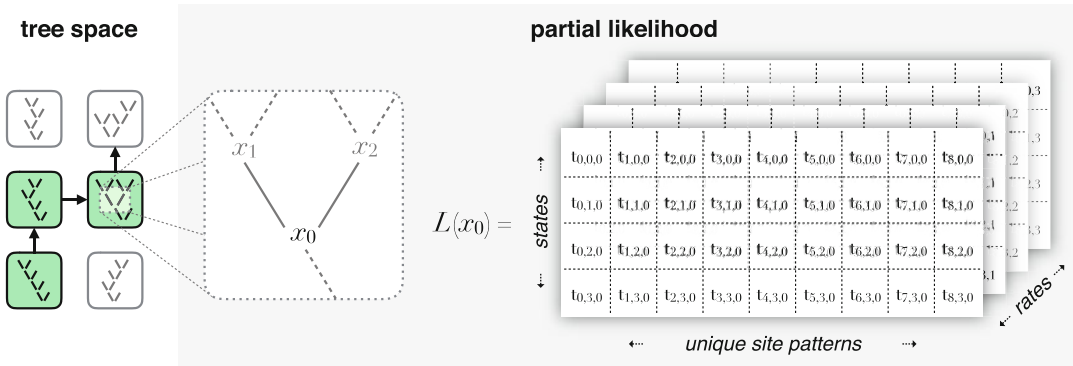 tree space
partial likelihood
x1 x2
x0
L(x0) =
states
t0,0,0 t1,0,0 t2,0,0 t3,0,0 t4,0,0 t5,0,0 t6,0,0 t7,0,0 t8,0,0
t0,1,0 t1,1,0 t2,1,0 t3,1,0 t4,1,0 t5,1,0 t6,1,0 t7,1,0 t8,1,0
t0,2,0 t1,2,0 t2,2,0 t3,2,0 t4,2,0 t5,2,0 t6,2,0 t7,2,0 t8,2,0
t0,3,0 t1,3,0 t2,3,0 t3,3,0 t4,3,0 t5,3,0 t6,3,0 t7,3,0 t8,3,0
rates
unique site patterns